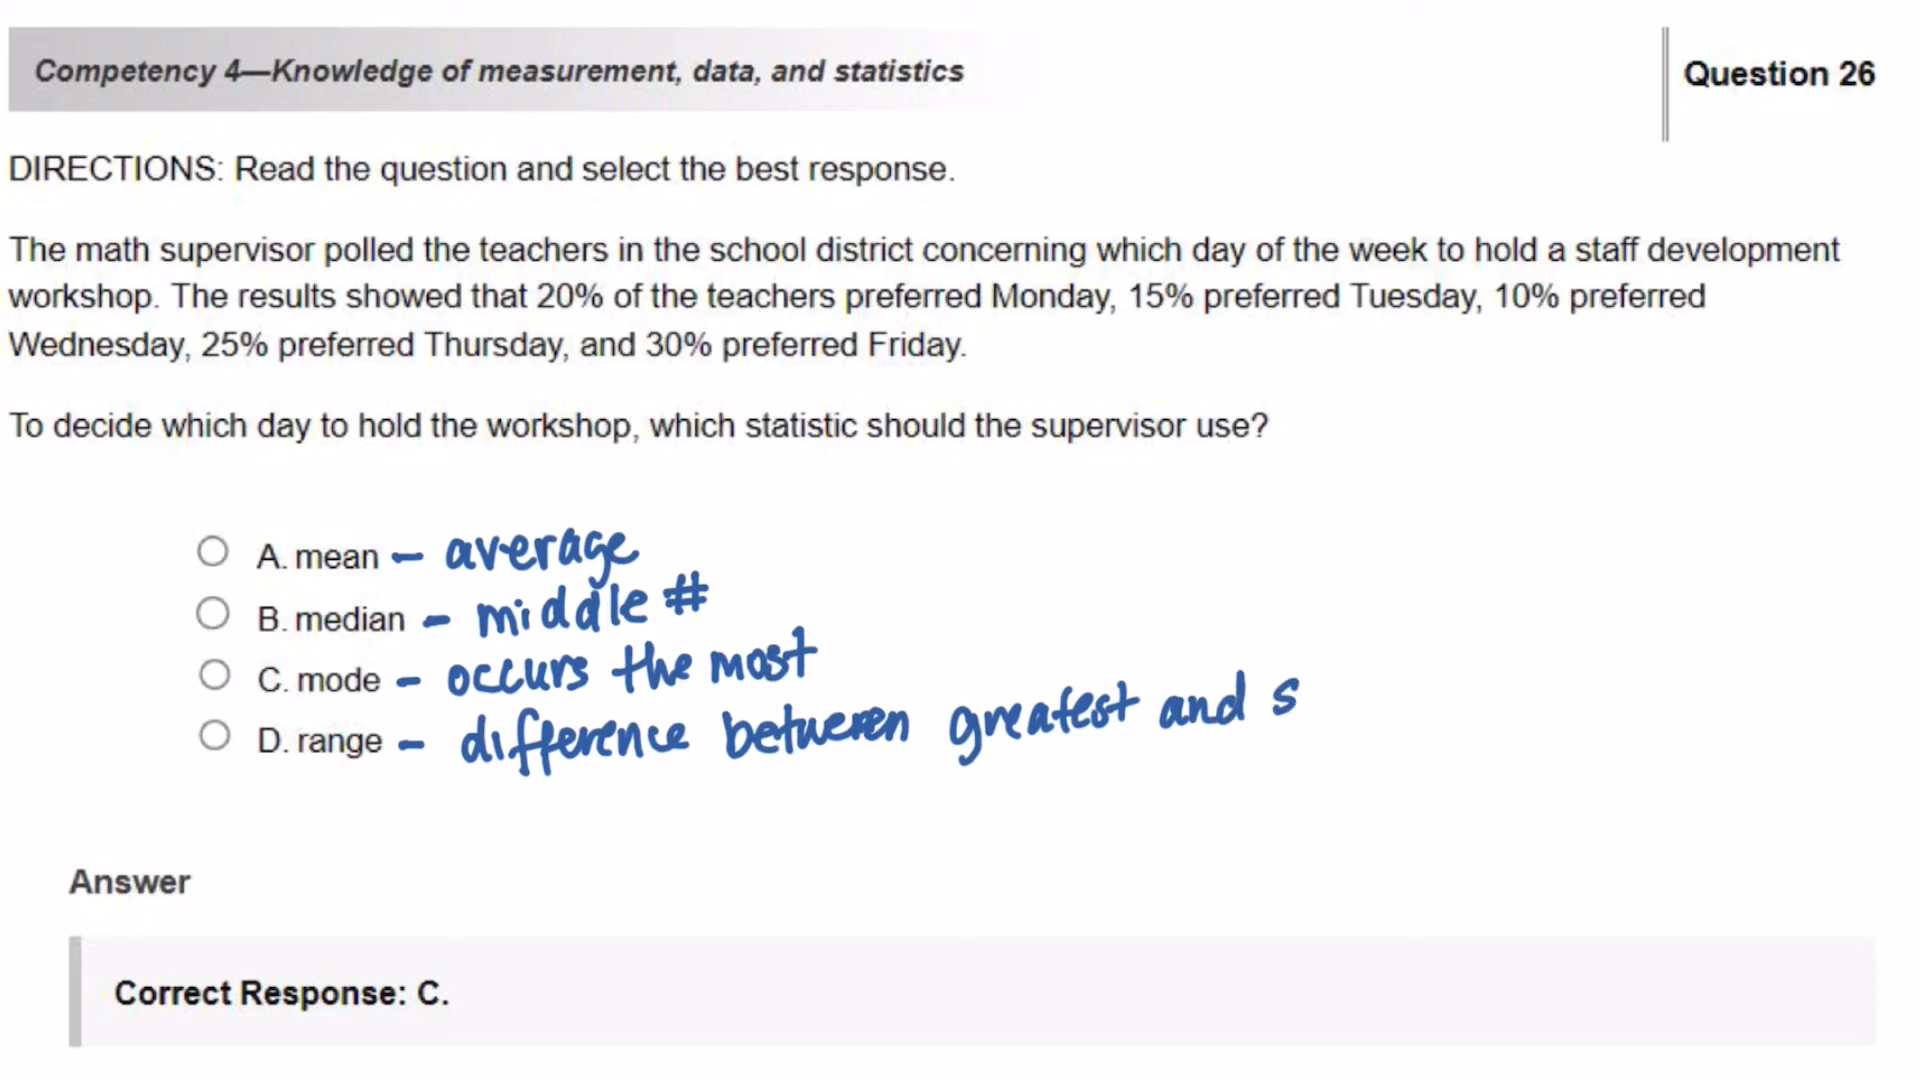 Competency 4—Knowledge of measurement, data, and statistics
Question 26
DIRECTIONS: Read the question and select the best response.
The math supervisor polled the teachers in the school district concerning which day of the week to hold a staff development
workshop. The results showed that 20% of the teachers preferred Monday, 15% preferred Tuesday, 10% preferred
Wednesday, 25% preferred Thursday, and 30% preferred Friday.
To decide which day to hold the workshop, which statistic should the supervisor use?
A. mean - average
B. median - middle #
C. mode - occurs the most
D. range - difference between greatest and s
Answer
Correct Response: C.